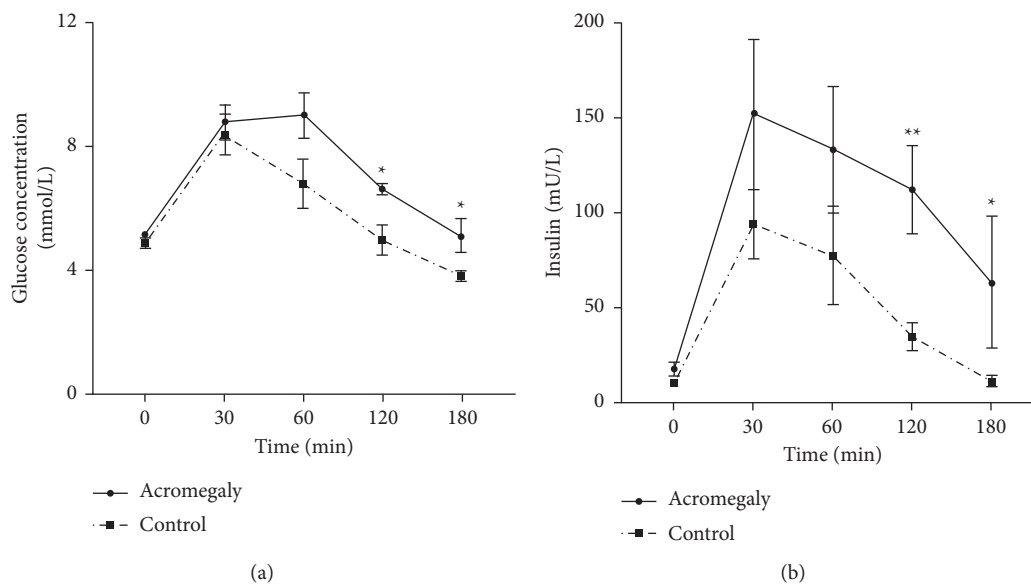 12
8
4
0
Glucose concentration
(mmol/L)
*
*
0 30 60 120 180
Time (min)
Acromegaly
Control
(a)
200
150
100
50
0
Insulin (mU/L)
**
*
0 30 60 120 180
Time (min)
Acromegaly
Control
(b)